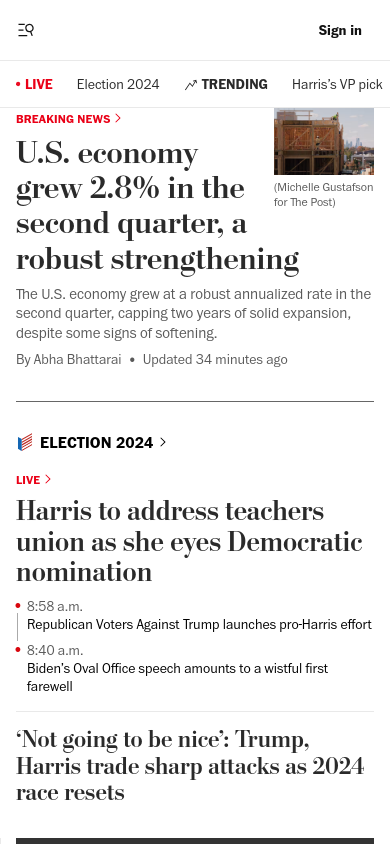 Sign in
LIVE
Election 2024
TRENDING
Harris's VP pick
BREAKING NEWS
U.S. economy
grew 2.8% in the
second quarter, a
robust strengthening
(Michelle Gustafson
for The Post)
The U.S. economy grew at a robust annualized rate in the
second quarter, capping two years of solid expansion,
despite some signs of softening.
By Abha Bhattarai • Updated 34 minutes ago
ELECTION 2024
LIVE
Harris to address teachers
union as she eyes Democratic
nomination
8:58 a.m.
Republican Voters Against Trump launches pro-Harris effort
8:40 a.m.
Biden's Oval Office speech amounts to a wistful first
farewell
‘Not going to be nice’: Trump,
Harris trade sharp attacks as 2024
race resets